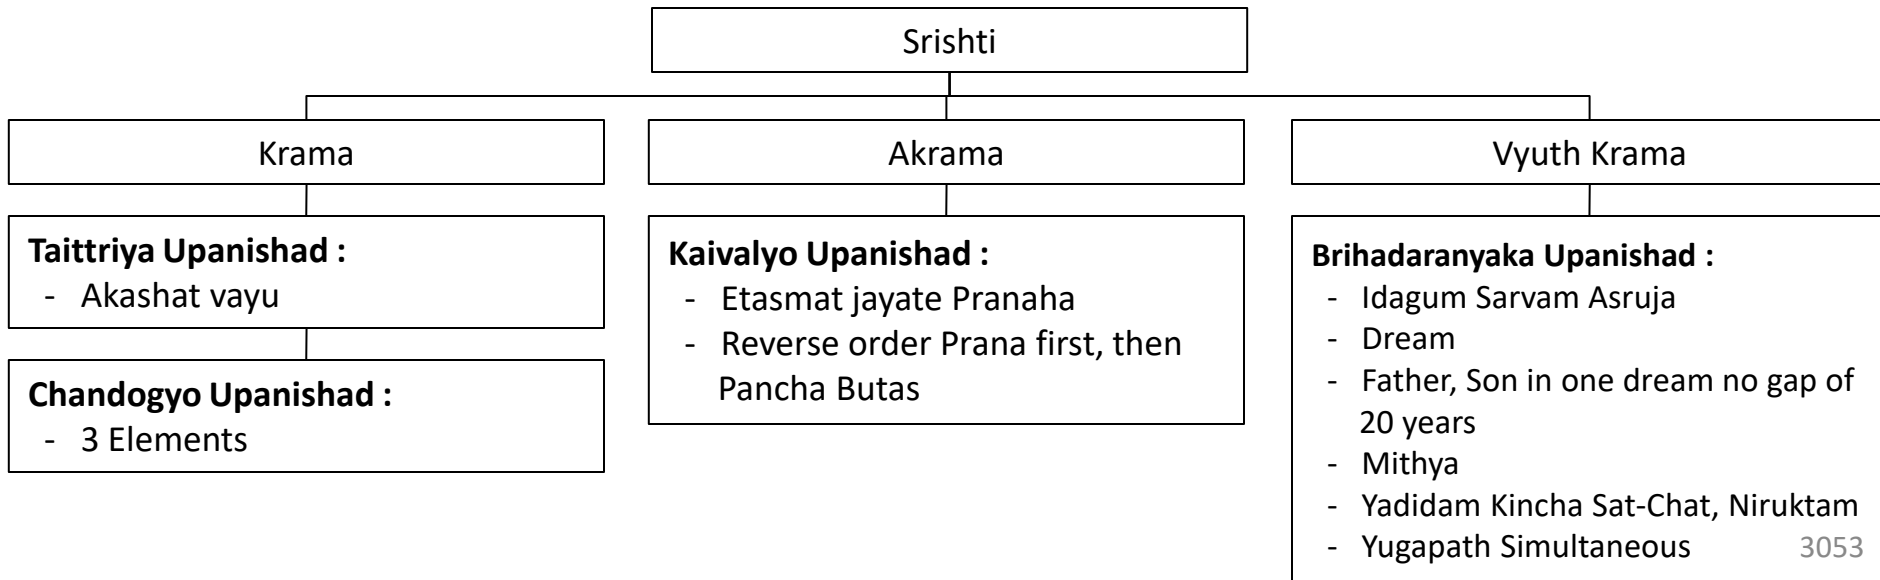 Srishti
Krama
Akrama
Vyuth Krama
Taittriya Upanishad :
- Akashat vayu
Chandogyo Upanishad :
- 3 Elements
Kaivalyo Upanishad :
- Etasmat jayate Pranaha
- Reverse order Prana first, then
Pancha Butas
Brihadaranyaka Upanishad :
- Idagum Sarvam Asruja
- Dream
- Father, Son in one dream no gap of
20 years
- Mithya
- Yadidam Kincha Sat-Chat, Niruktam
- Yugapath Simultaneous
3053